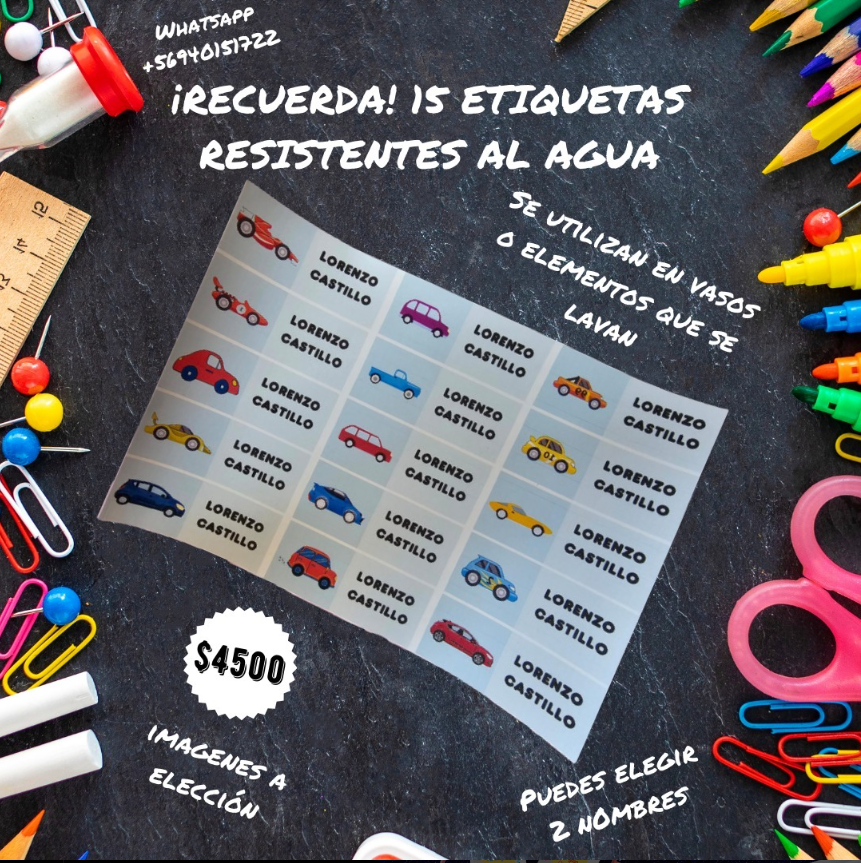 WHATSAPP
+56940151722
¡RECUERDA! 15 ETIQUETAS
RESISTENTES AL AGUA
SE UTILIZAN EN VASOS
O ELEMENTOS QUE SE
LAVAN
LORENZO
CASTILLO
LORENZO
CASTILLO
LORENZO
CASTILLO
LORENZO
CASTILLO
LORENZO
CASTILLO
LORENZO
CASTILLO
LORENZO
CASTILLO
LORENZO
CASTILLO
LORENZO
CASTILLO
LORENZO
CASTILLO
LORENZO
CASTILLO
LORENZO
CASTILLO
LORENZO
CASTILLO
LORENZO
CASTILLO
LORENZO
CASTILLO
$4500
IMAGENES A
ELECCIÓN
PUEDES ELEGIR
2 NOMBRES